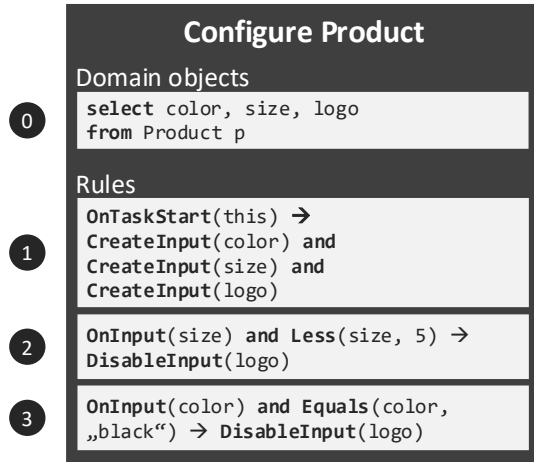 Configure Product
Domain objects
0
select color, size, logo
from Product p
Rules
1
OnTaskStart(this) →
CreateInput(color) and
CreateInput(size) and
CreateInput(logo)
2
OnInput(size) and Less(size, 5) →
DisableInput(logo)
3
OnInput(color) and Equals(color,
„black“) → DisableInput(logo)